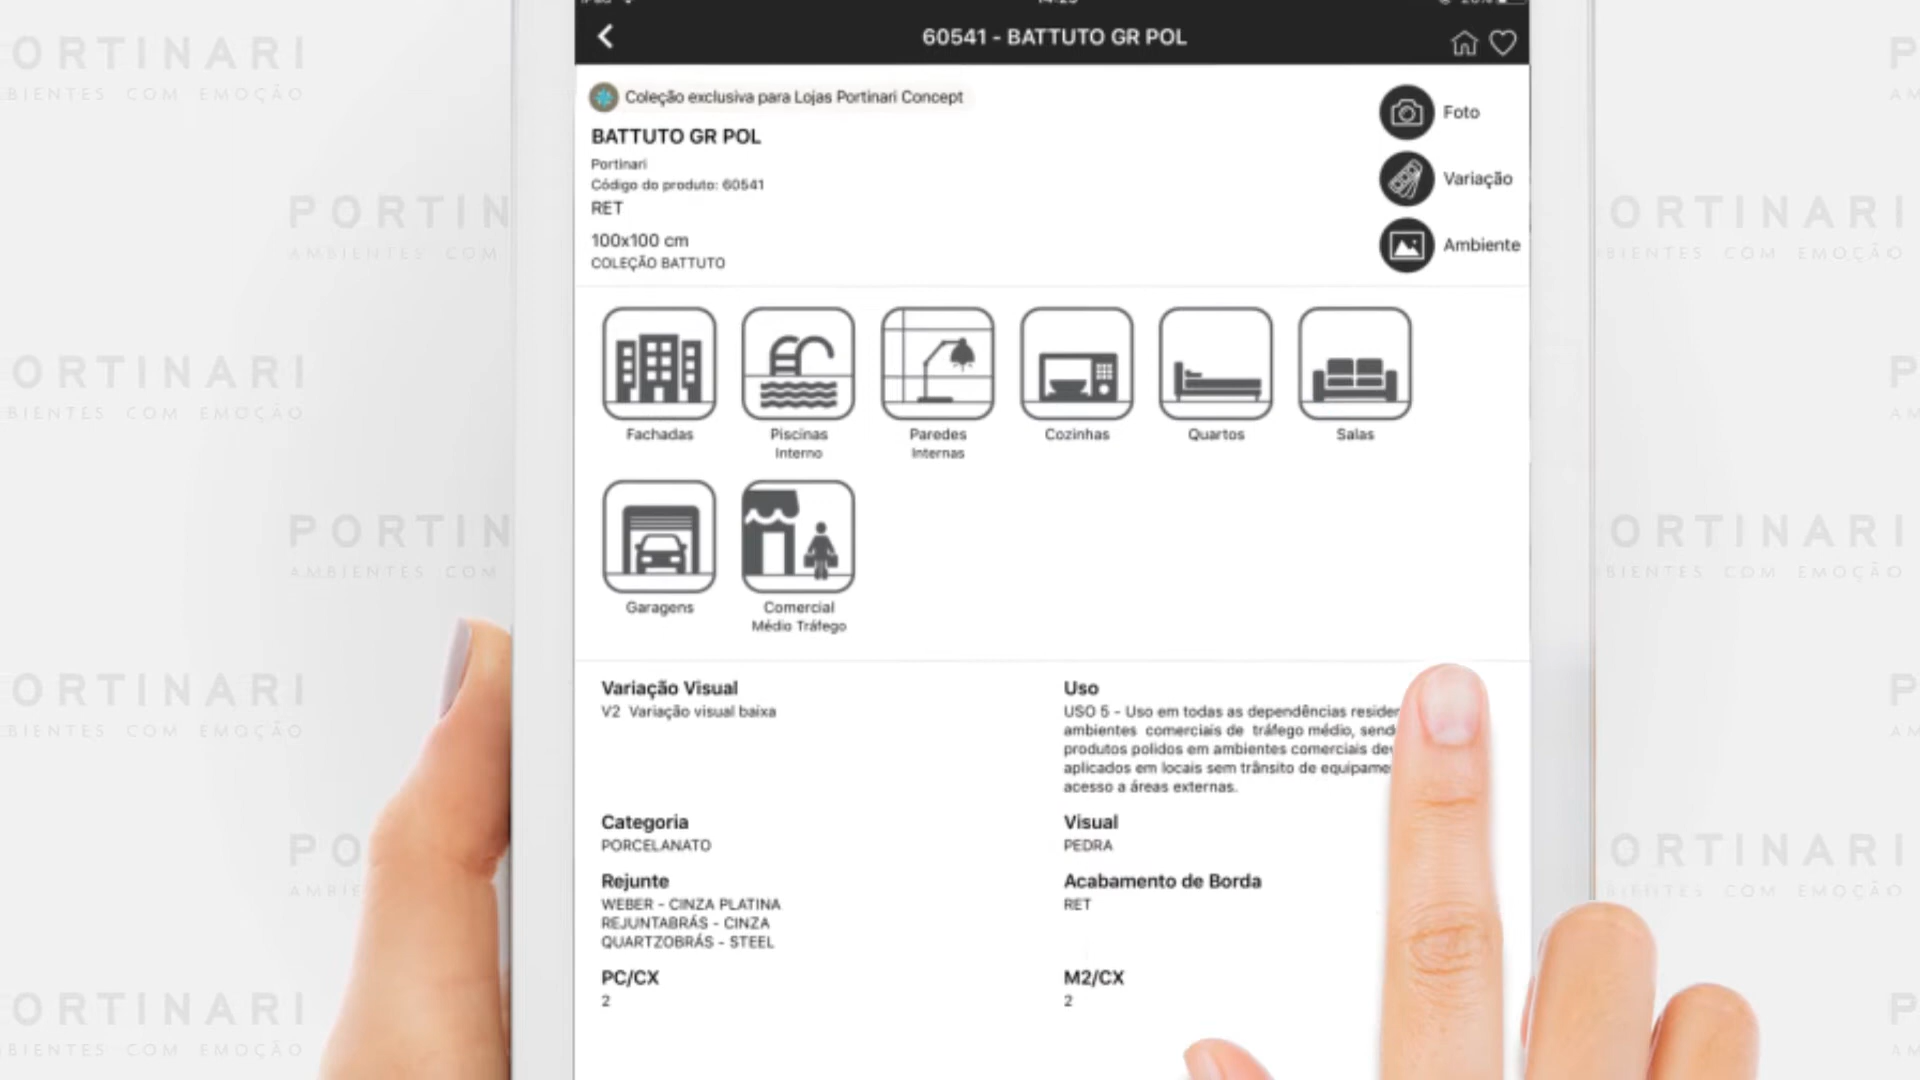 60541 - BATTUTO GR POL
Coleção exclusiva para Lojas Portinari Concept
BATTUTO GR POL
Portinari
Código do produto: 60541
RET
100x100 cm
COLEÇÃO BATTUTO
Foto
Variação
Ambiente
Fachadas
Piscinas
Interno
Paredes
Internas
Cozinhas
Quartos
Salas
Garagens
Comercial
Médio Tráfego
Variação Visual
V2 Variação visual baixa
Uso
USO 5 - Uso em todas as dependências
ambientes comerciais de tráfego médio,
produtos polidos em ambientes comerciais
aplicados em locais sem trânsito de
acesso a áreas externas.
Categoria
PORCELANATO
Visual
PEDRA
Rejunte
WEBER - CINZA PLATINA
REJUNTABRÁS - CINZA
QUARTZOBRÁS - STEEL
Acabamento de Borda
RET
PC/CX
2
M2/CX
2